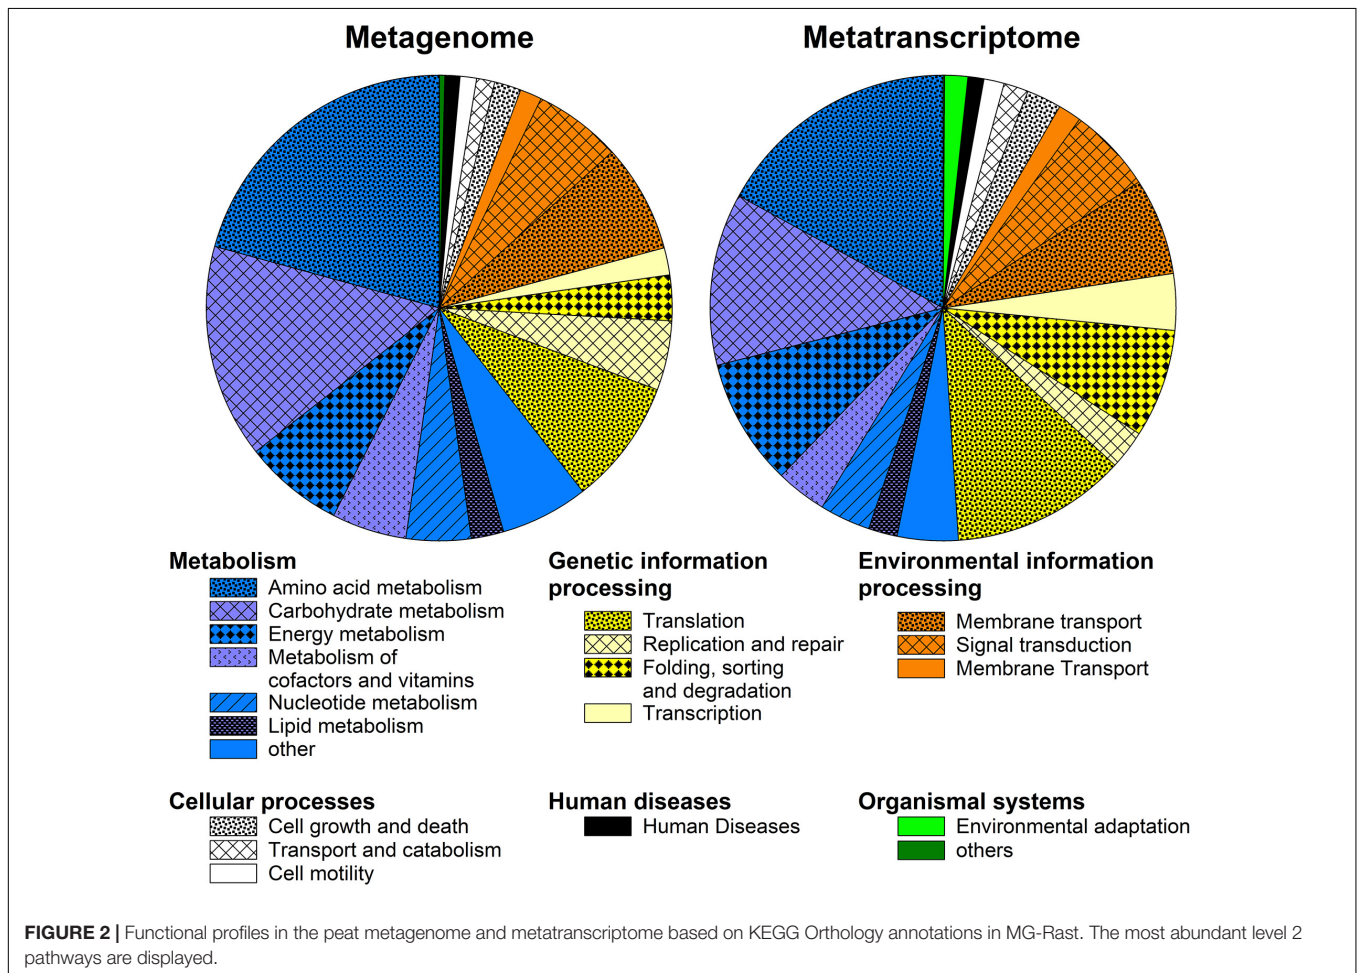 Metagenome
Metatranscriptome
Metabolism
Amino acid metabolism
Carbohydrate metabolism
Energy metabolism
Metabolism of
cofactors and vitamins
Nucleotide metabolism
Lipid metabolism
other
Genetic information
processing
Translation
Replication and repair
Folding, sorting
and degradation
Transcription
Environmental information
processing
Membrane transport
Signal transduction
Membrane Transport
Cellular processes
Cell growth and death
Transport and catabolism
Cell motility
Human diseases
Human Diseases
Organismal systems
Environmental adaptation
others
FIGURE 2 | Functional profiles in the peat metagenome and metatranscriptome based on KEGG Orthology annotations in MG-Rast. The most abundant level 2
pathways are displayed.